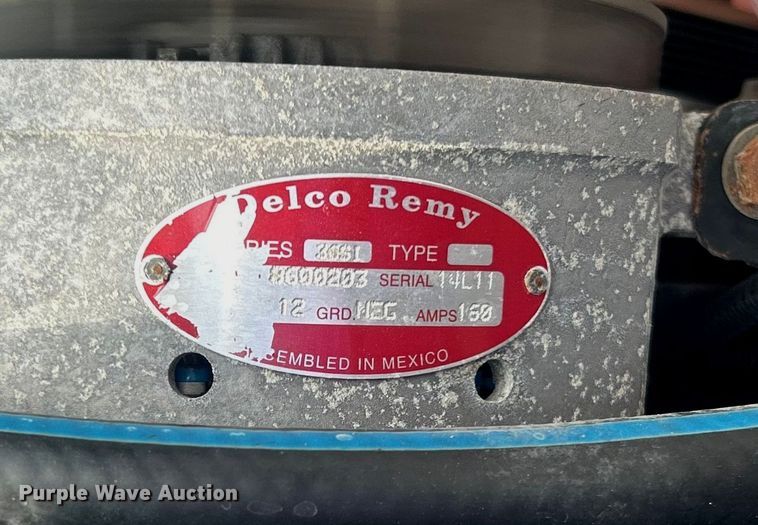 Delco Remy
RIES 36SI TYPE
8600203 SERIAL 14L11
12 GRD. NEG AMPS 160
SEMBLED IN MEXICO
Purple Wave Auction